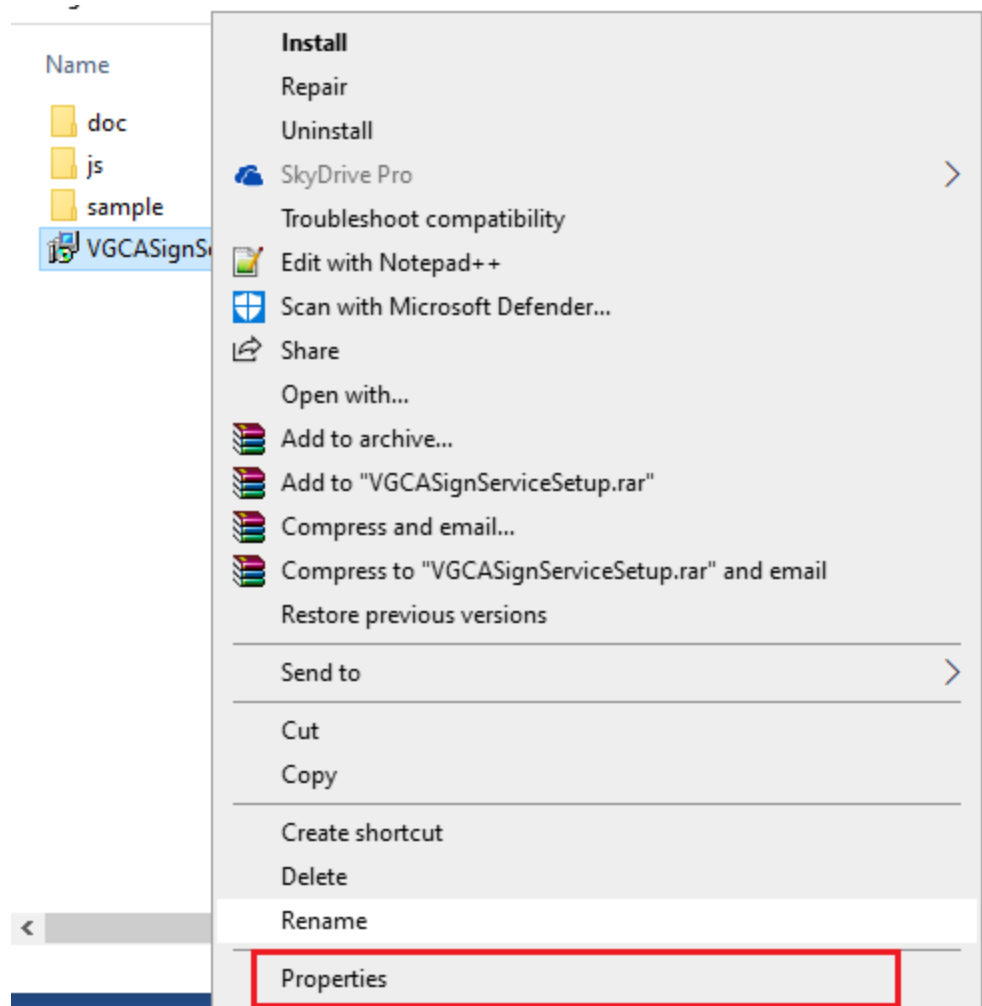 Name
doc
js
sample
VGCASignS
Install
Repair
Uninstall
SkyDrive Pro
Troubleshoot compatibility
Edit with Notepad++
Scan with Microsoft Defender...
Share
Open with...
Add to archive...
Add to "VGCASignServiceSetup.rar"
Compress and email...
Compress to "VGCASignServiceSetup.rar" and email
Restore previous versions
Send to
Cut
Copy
Create shortcut
Delete
Rename
Properties